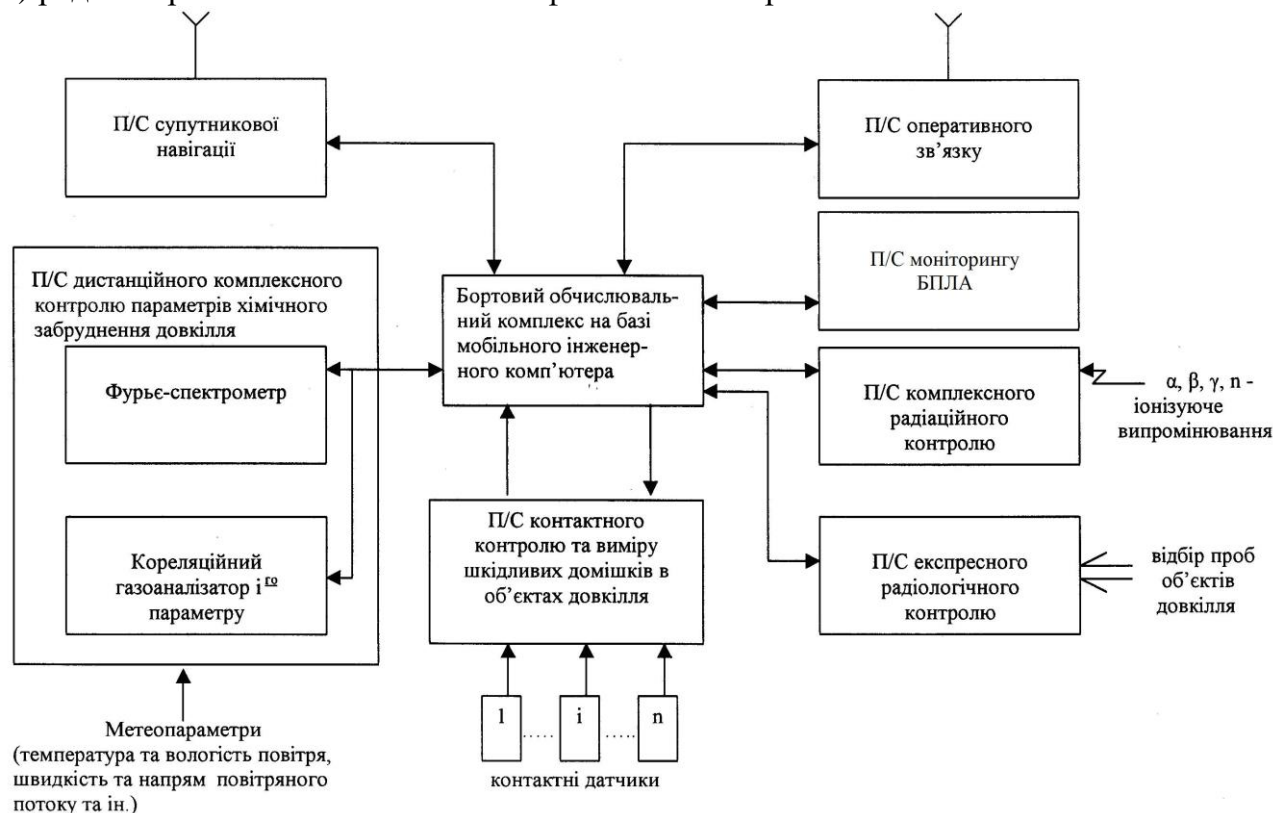 П/С супутникової
навігації
П/С оперативного
зв’язку
П/С моніторингу
БПЛА
П/С дистанційного комплексного
контролю параметрів хімічного
забруднення довкілля
Бортовий обчислюваль-
ний комплекс на базі
мобільного інженер-
ного комп’ютера
Фурьє-спектрометр
П/С комплексного
радіаційного
контролю
α, β, γ, n -
іонізуюче
випромінювання
Кореляційний
газоаналізатор іго
параметру
П/С контактного
контролю та виміру
шкідливих домішків в
об’єктах довкілля
П/С експресного
радіологічного
контролю
відбір проб
об’єктів
довкілля
1 ..... і ..... n
контактні датчики
Метеопараметри
(температура та вологість повітря,
швидкість та напрям повітряного
потоку та ін.)